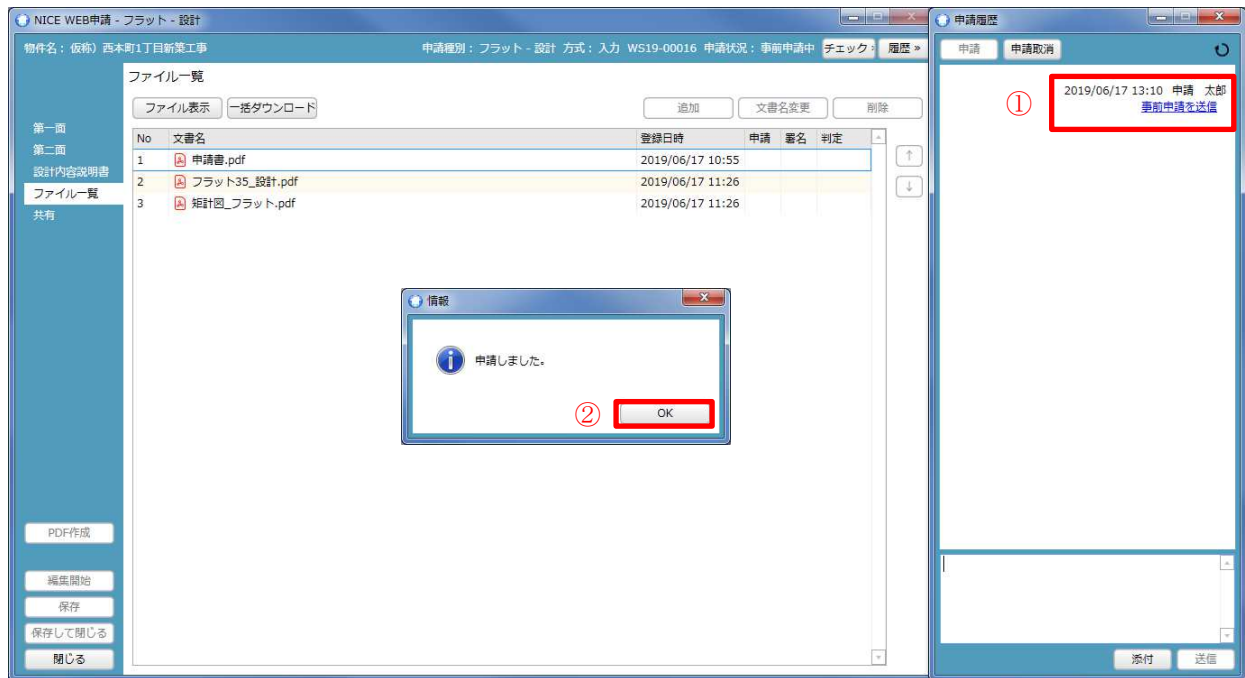 NICE WEB申請 - フラット - 設計
物件名：仮称）西本町1丁目新築工事
申請種別：フラット - 設計 方式：入力 WS19-00016 申請状況：事前申請中
チェック »
履歴 »
第一面
第二面
設計内容説明書
ファイル一覧
共有
PDF作成
編集開始
保存
保存して閉じる
閉じる
ファイル一覧
ファイル表示
一括ダウンロード
追加
文書名変更
削除
No 文書名 登録日時 申請 署名 判定
1 申請書.pdf 2019/06/17 10:55
2 フラット35_設計.pdf 2019/06/17 11:26
3 矩計図_フラット.pdf 2019/06/17 11:26
↑
↓
情報
申請しました。
②
OK
申請履歴
申請
申請取消
①
2019/06/17 13:10 申請 太郎
事前申請を送信
添付
送信